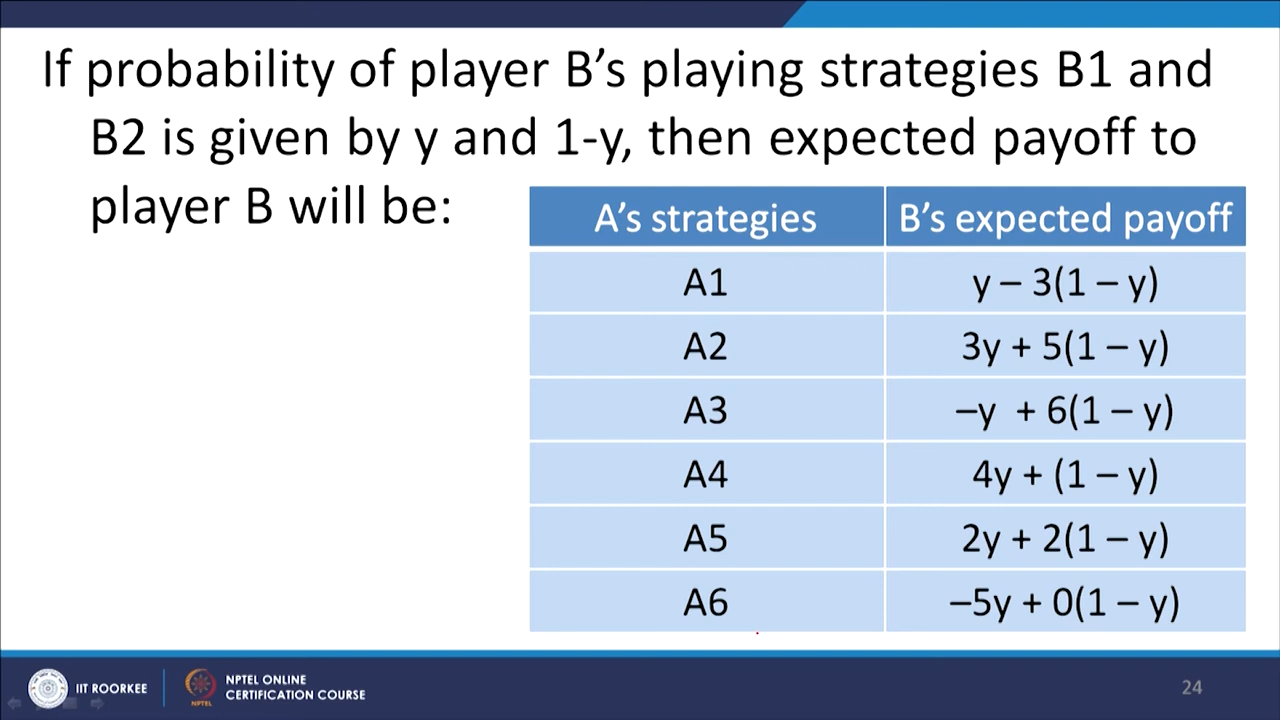 If probability of player B’s playing strategies B1 and
B2 is given by y and 1-y, then expected payoff to
player B will be:
A’s strategies B’s expected payoff
A1 y – 3(1 – y)
A2 3y + 5(1 – y)
A3 –y + 6(1 – y)
A4 4y + (1 – y)
A5 2y + 2(1 – y)
A6 –5y + 0(1 – y)
IIT ROORKEE
NPTEL
NPTEL ONLINE
CERTIFICATION COURSE
24